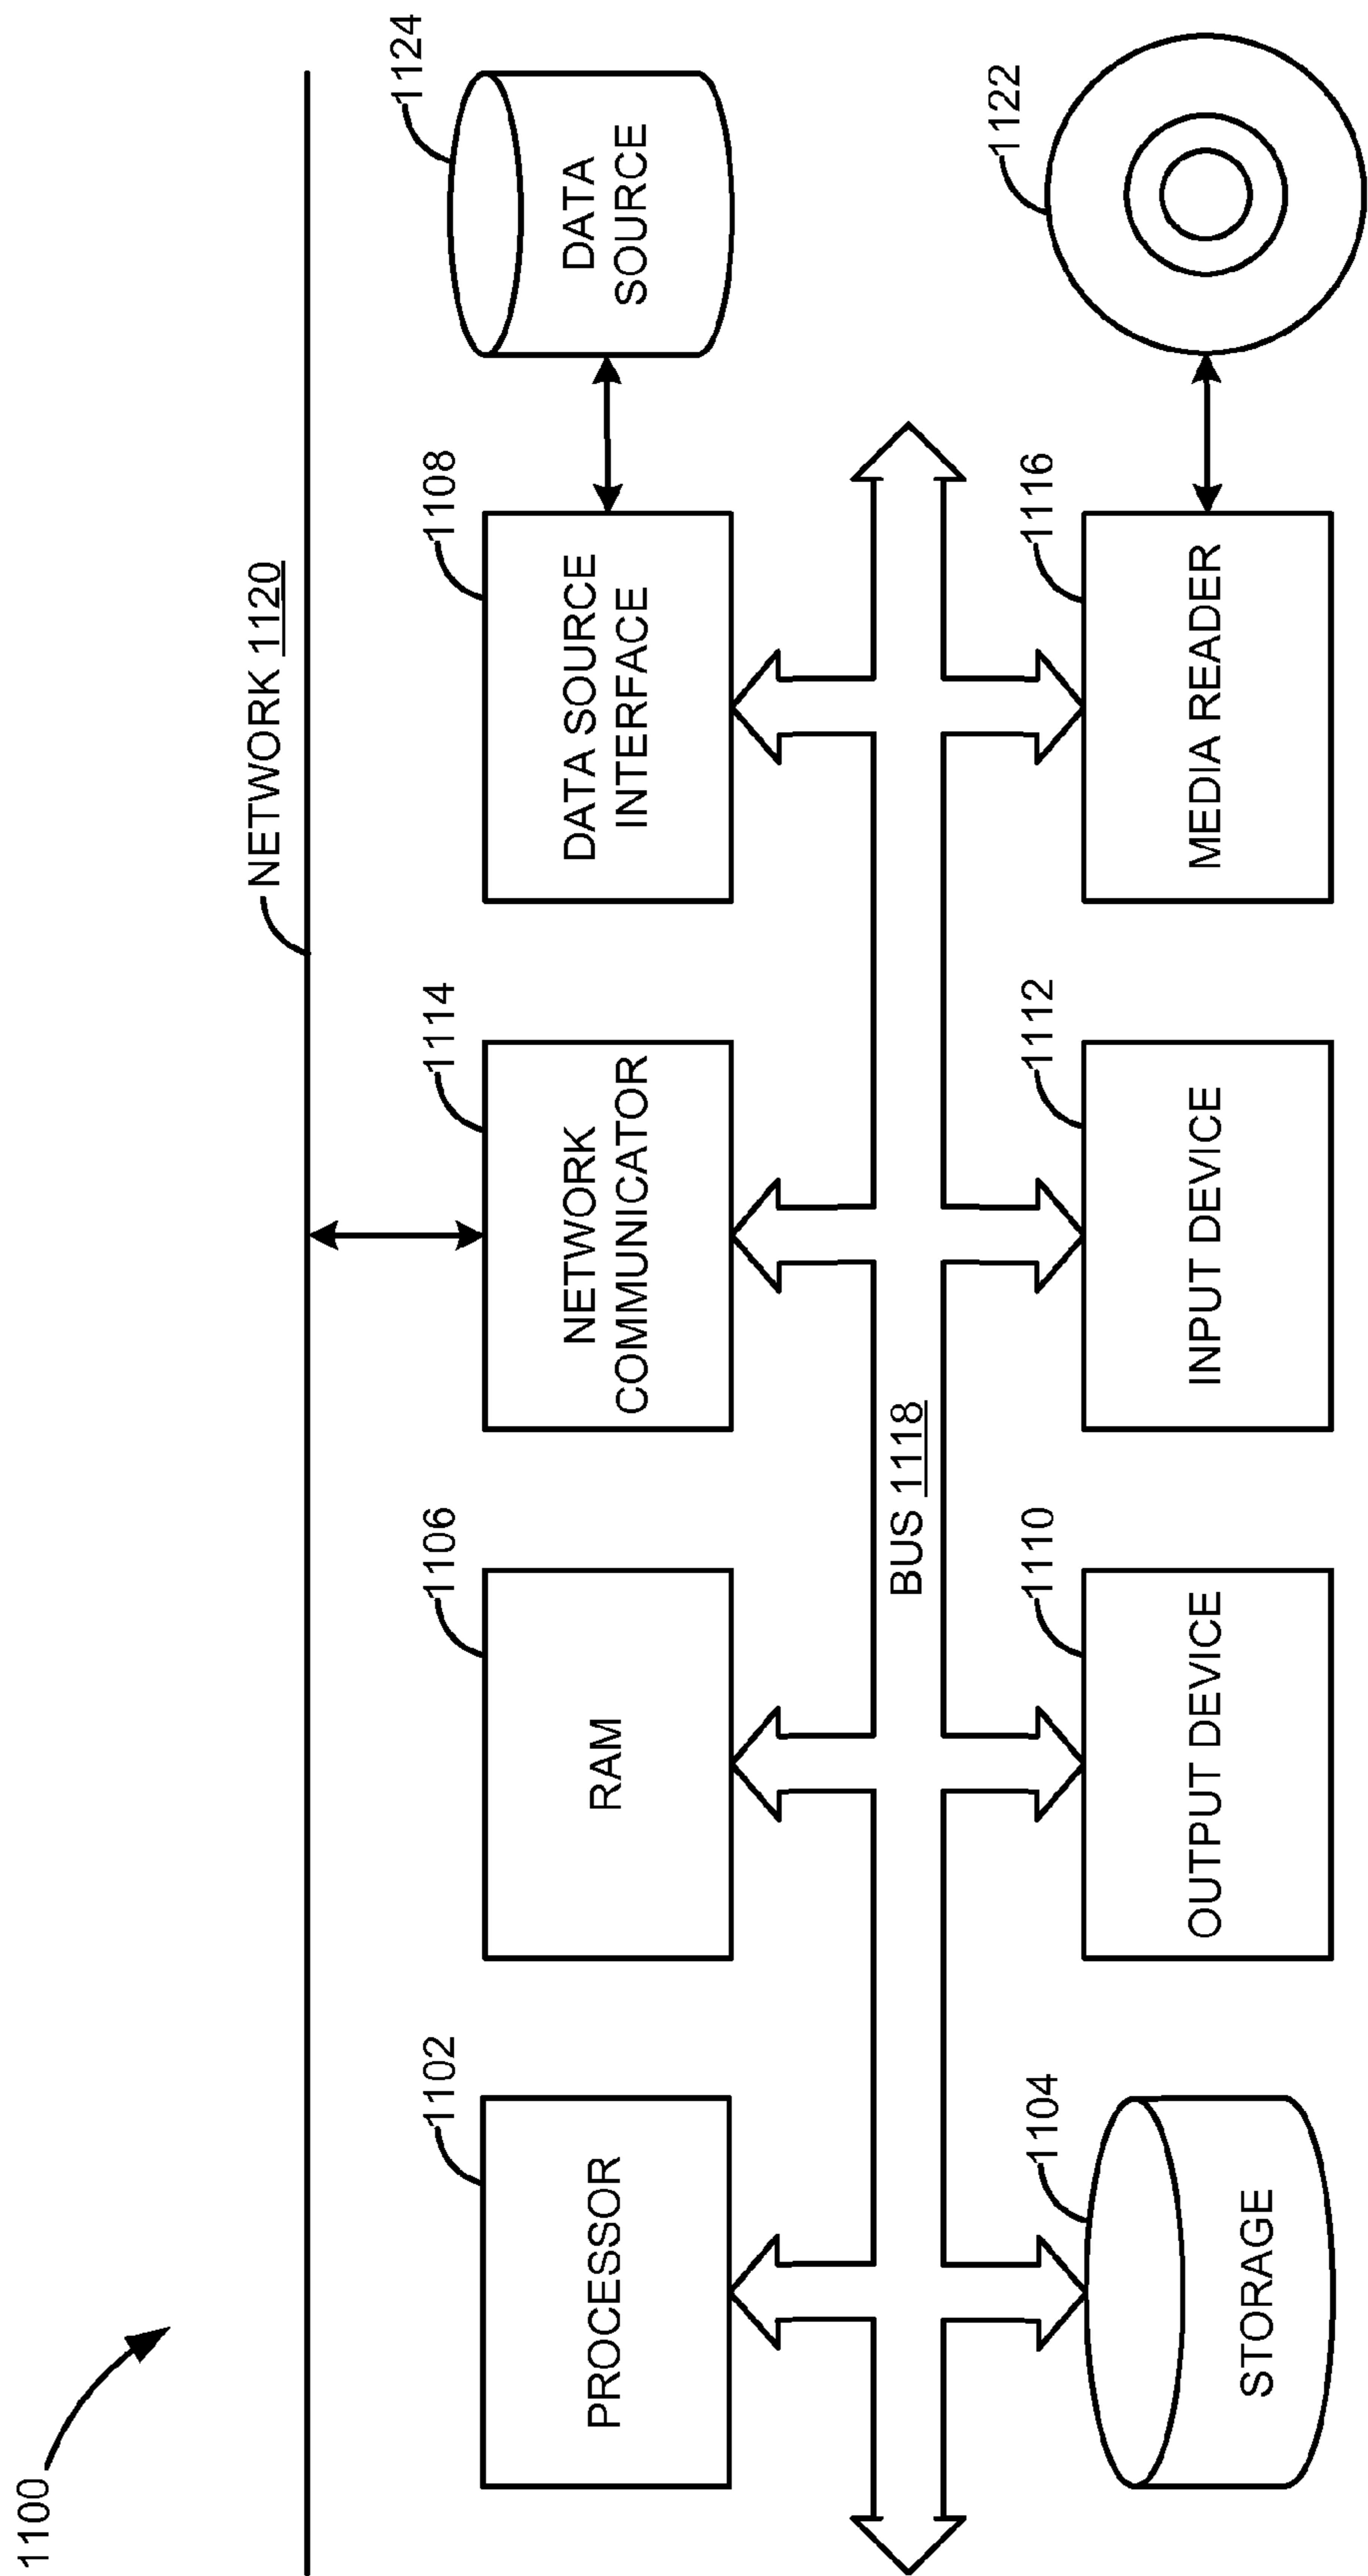 1100
NETWORK 1120
1102
1106
1114
1108
1124
PROCESSOR
RAM
NETWORK
COMMUNICATOR
DATA SOURCE
INTERFACE
DATA
SOURCE
BUS 1118
1104
1110
1112
1116
1122
STORAGE
OUTPUT DEVICE
INPUT DEVICE
MEDIA READER